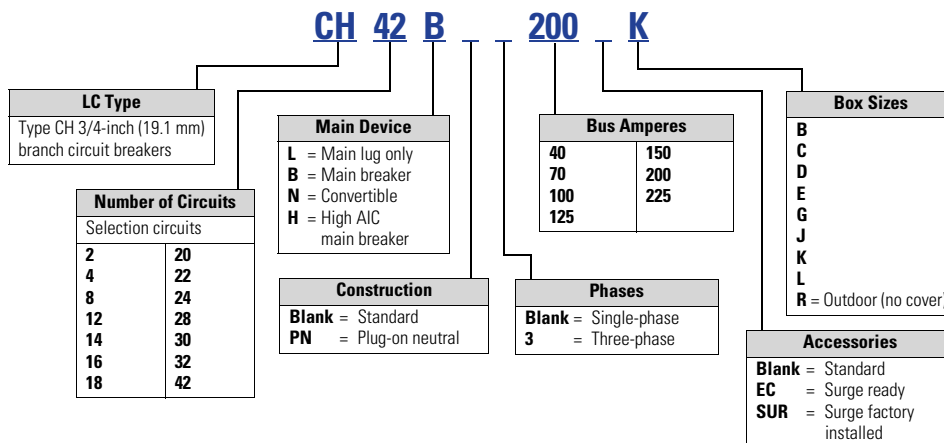 CH 42 B _ _ 200 _ K
LC Type
Type CH 3/4-inch (19.1 mm)
branch circuit breakers
Number of Circuits
Selection circuits
2 20
4 22
8 24
12 28
14 30
16 32
18 42
Main Device
L = Main lug only
B = Main breaker
N = Convertible
H = High AIC
main breaker
Construction
Blank = Standard
PN = Plug-on neutral
Bus Amperes
40 150
70 200
100 225
125
Phases
Blank = Single-phase
3 = Three-phase
Box Sizes
B
C
D
E
G
J
K
L
R = Outdoor (no cover)
Accessories
Blank = Standard
EC = Surge ready
SUR = Surge factory
installed